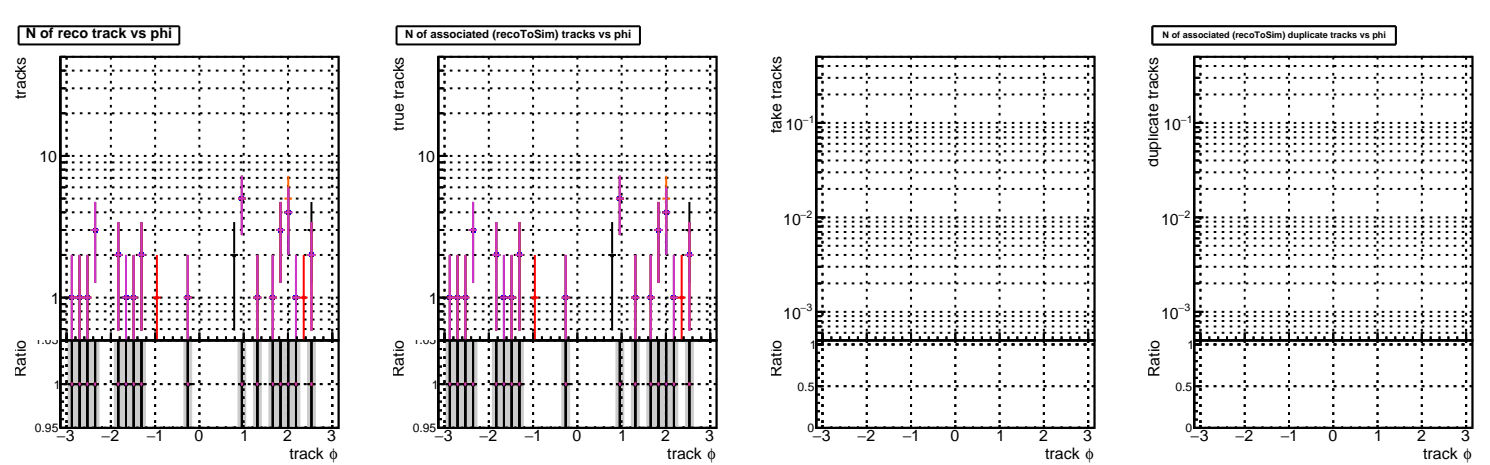 N of reco track vs phi
tracks
10
1
Ratio
1.05
1
0.95
−3 −2 −1 0 1 2 3
track ϕ
N of associated (recoToSim) tracks vs phi
true tracks
10
1
Ratio
1.05
1
0.95
−3 −2 −1 0 1 2 3
track ϕ
fake tracks
10−1
10−2
10−3
Ratio
1
0.5
0
−3 −2 −1 0 1 2 3
track ϕ
N of associated (recoToSim) duplicate tracks vs phi
duplicate tracks
10−1
10−2
10−3
Ratio
1
0.5
0
−3 −2 −1 0 1 2 3
track ϕ